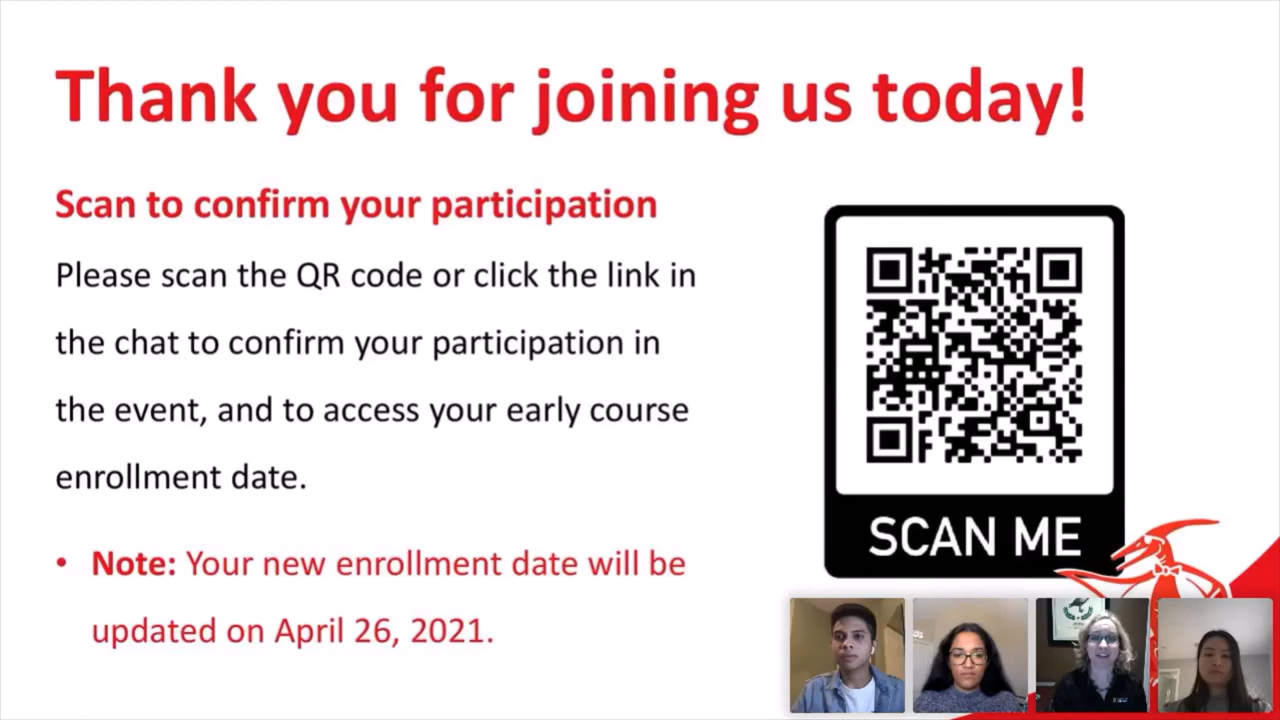 Thank you for joining us today!
Scan to confirm your participation
Please scan the QR code or click the link in
the chat to confirm your participation in
the event, and to access your early course
enrollment date.
• Note: Your new enrollment date will be
updated on April 26, 2021.
SCAN ME